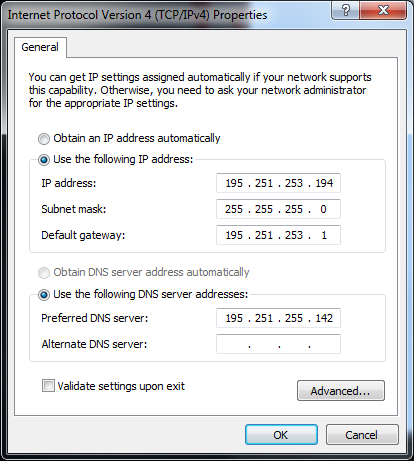 Internet Protocol Version 4 (TCP/IPv4) Properties
?
General
You can get IP settings assigned automatically if your network supports
this capability. Otherwise, you need to ask your network administrator
for the appropriate IP settings.
Obtain an IP address automatically
Use the following IP address:
IP address: 195 . 251 . 253 . 194
Subnet mask: 255 . 255 . 255 . 0
Default gateway: 195 . 251 . 253 . 1
Obtain DNS server address automatically
Use the following DNS server addresses:
Preferred DNS server: 195 . 251 . 255 . 142
Alternate DNS server: . . .
Validate settings upon exit
Advanced...
OK Cancel